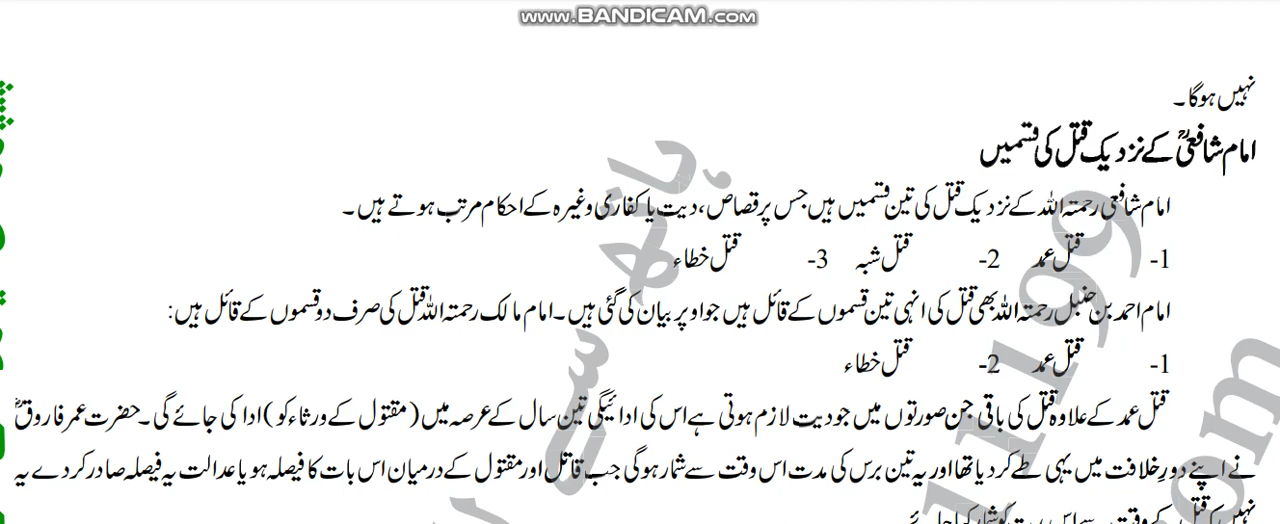 www.BANDICAM.com
نہیں ہوگا۔
امام شافعیؒ کے نزدیک قتل کی قسمیں
امام شافعی رحمتہ اللہ کے نزدیک قتل کی تین قسمیں ہیں جس پر قصاص، دیت یا کفاری وغیرہ کے احکام مرتب ہوتے ہیں۔
1- قتل عمد 2- قتل شبہ 3- قتل خطاء
امام احمد بن حنبل رحمتہ اللہ بھی قتل کی انہی تین قسموں کے قائل ہیں جو اوپر بیان کی گئی ہیں۔ امام مالک رحمتہ اللہ قتل کی صرف دو قسموں کے قائل ہیں:
1- قتل عمد 2- قتل خطاء
قتل عمد کے علاوہ قتل کی باقی جن صورتوں میں جو دیت لازم ہوتی ہے اس کی ادائیگی تین سال کے عرصہ میں (مقتول کے ورثاء کو) ادا کی جائے گی۔ حضرت عمر فاروقؓ
نے اپنے دورِ خلافت میں یہی طے کر دیا تھا اور یہ تین برس کی مدت اس وقت سے شمار ہوگی جب قاتل اور مقتول کے درمیان اس بات کا فیصلہ ہو یا عدالت یہ فیصلہ صادر کر دے یہ
1199
com